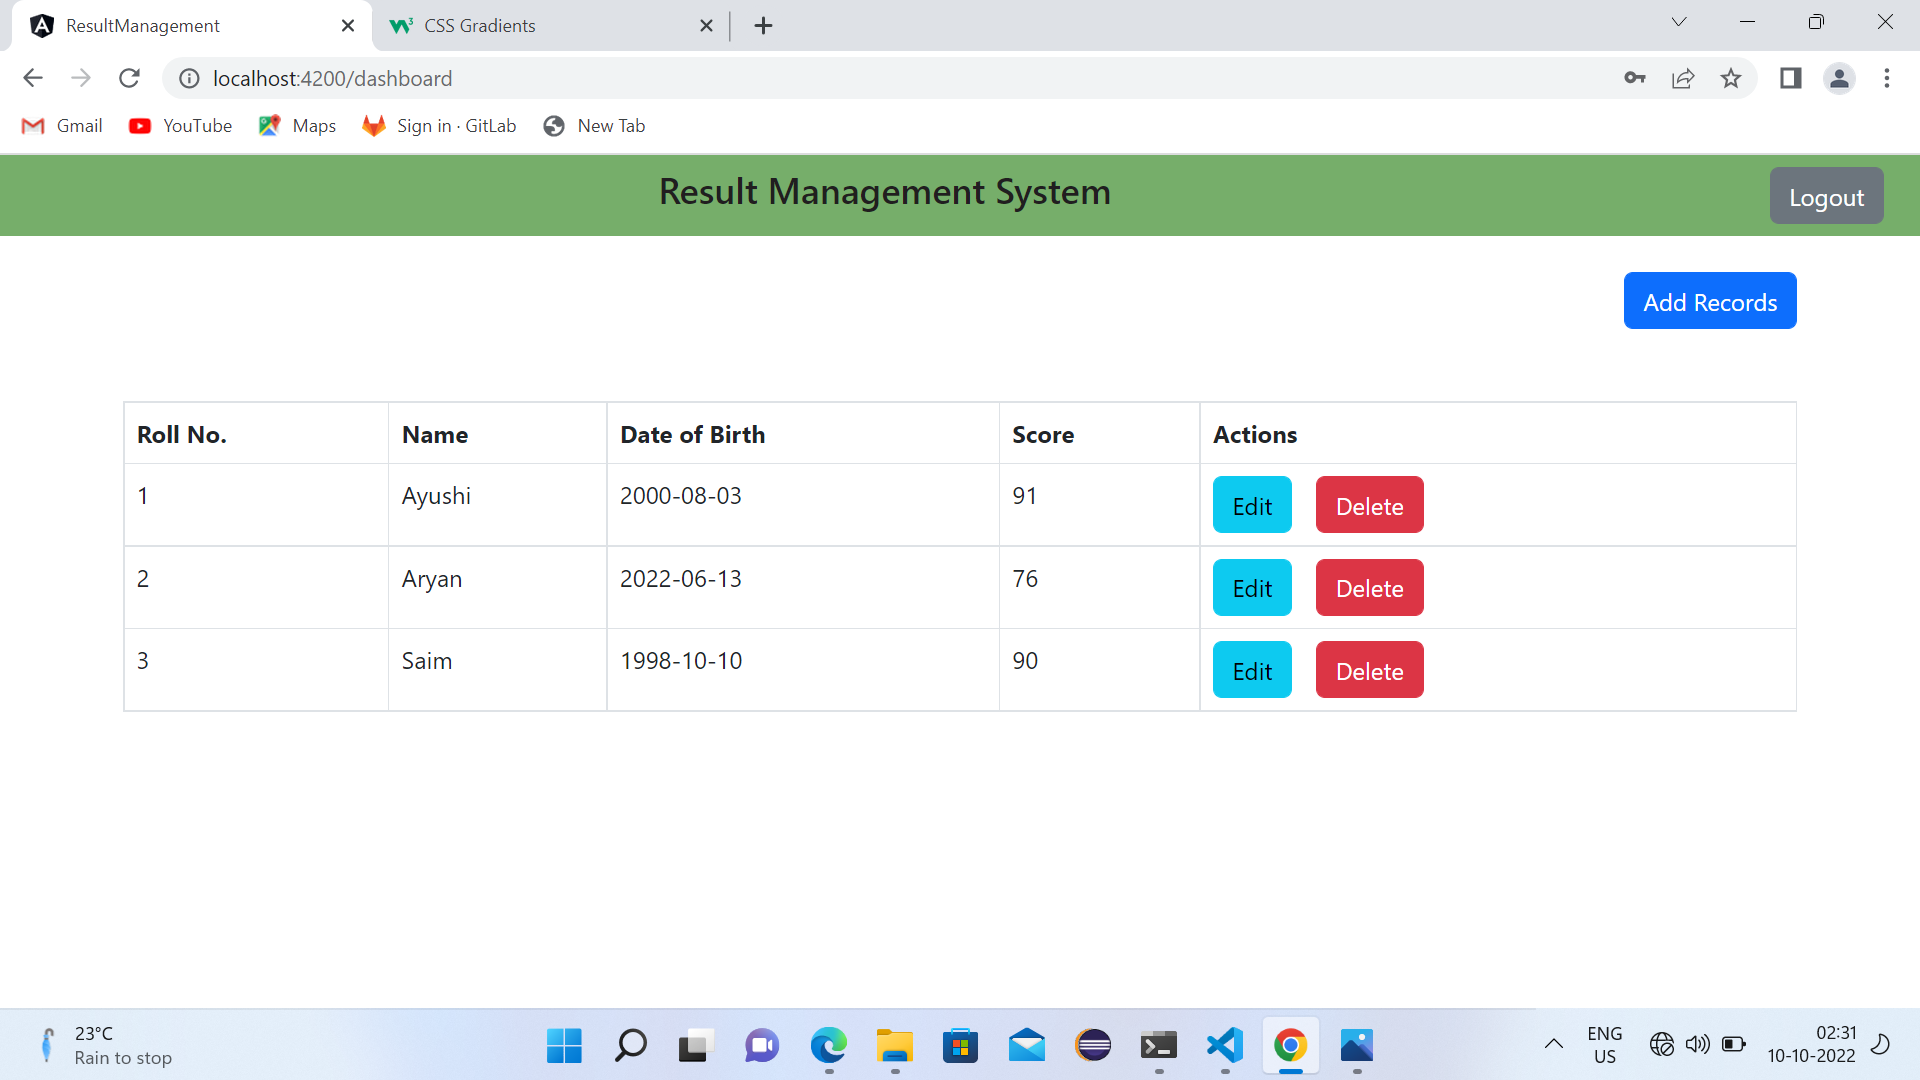 ResultManagement
CSS Gradients
localhost:4200/dashboard
Gmail YouTube Maps Sign in · GitLab New Tab
Result Management System
Logout
Add Records
Roll No. Name Date of Birth Score Actions
1 Ayushi 2000-08-03 91 Edit Delete
2 Aryan 2022-06-13 76 Edit Delete
3 Saim 1998-10-10 90 Edit Delete
23°C
Rain to stop
ENG
US
02:31
10-10-2022